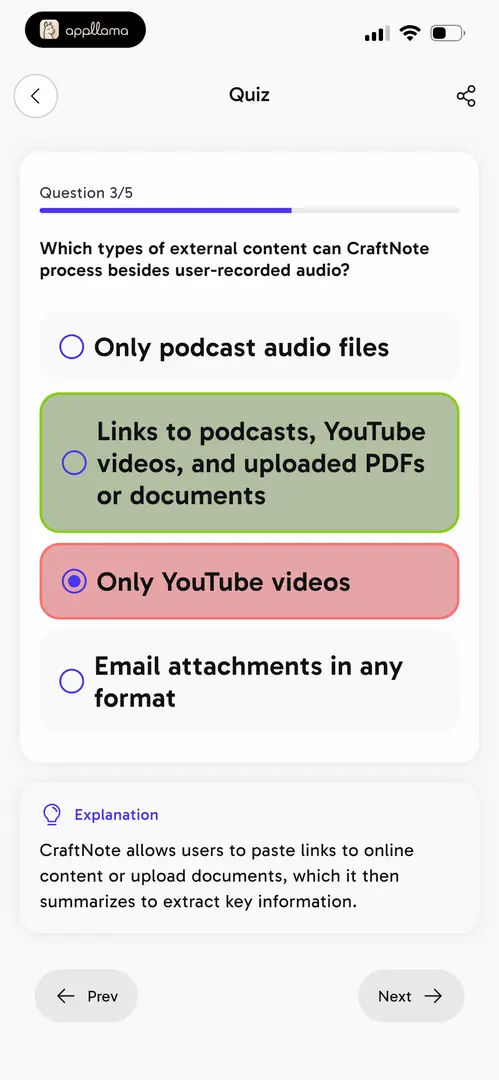 appllama
Quiz
Question 3/5
Which types of external content can CraftNote
process besides user-recorded audio?
Only podcast audio files
Links to podcasts, YouTube
videos, and uploaded PDFs
or documents
Only YouTube videos
Email attachments in any
format
Explanation
CraftNote allows users to paste links to online
content or upload documents, which it then
summarizes to extract key information.
Prev
Next